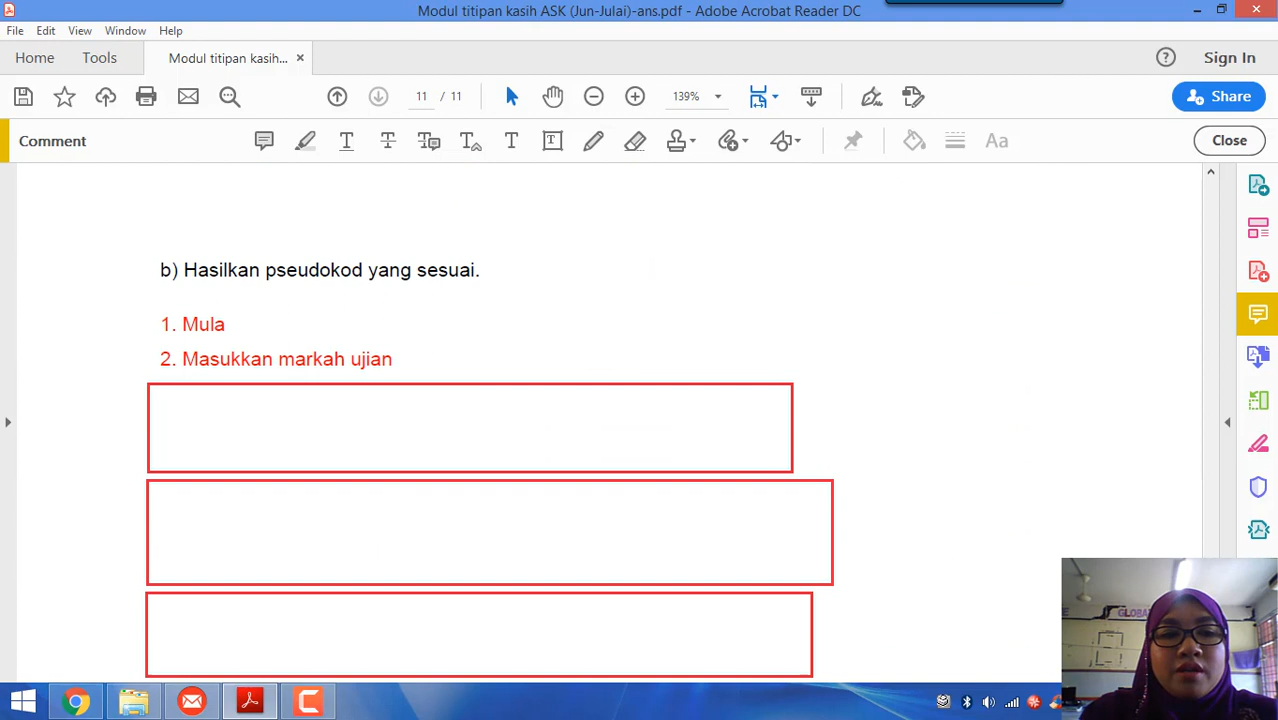 Modul titipan kasih ASK (Jun-Julai)-ans.pdf - Adobe Acrobat Reader DC
File Edit View Window Help
Home Tools Modul titipan kasih... × Sign In
11 / 11 139% Share
Comment Close
b) Hasilkan pseudokod yang sesuai.
1. Mula
2. Masukkan markah ujian
GLOBAL